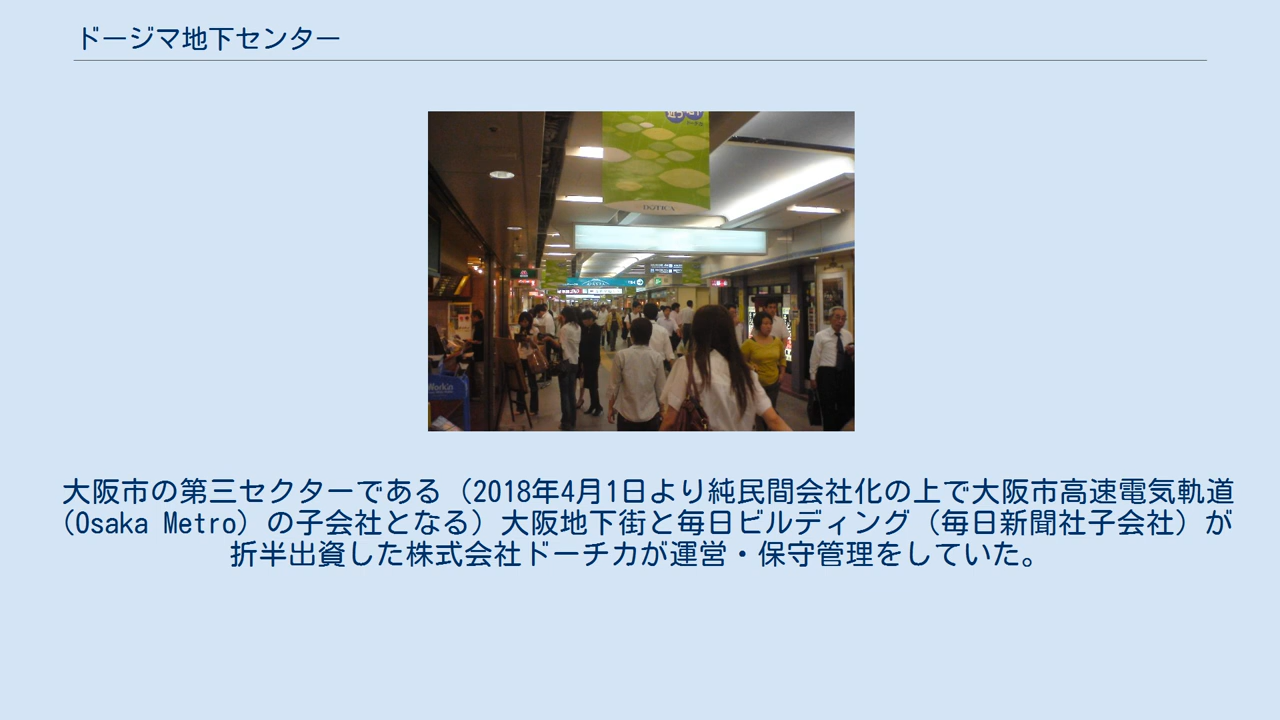 ドージマ地下センター
DOTICA
Workin
大阪市の第三セクターである（2018年4月1日より純民間会社化の上で大阪市高速電気軌道
（Osaka Metro）の子会社となる）大阪地下街と毎日ビルディング（毎日新聞社子会社）が
折半出資した株式会社ドーチカが運営・保守管理をしていた。